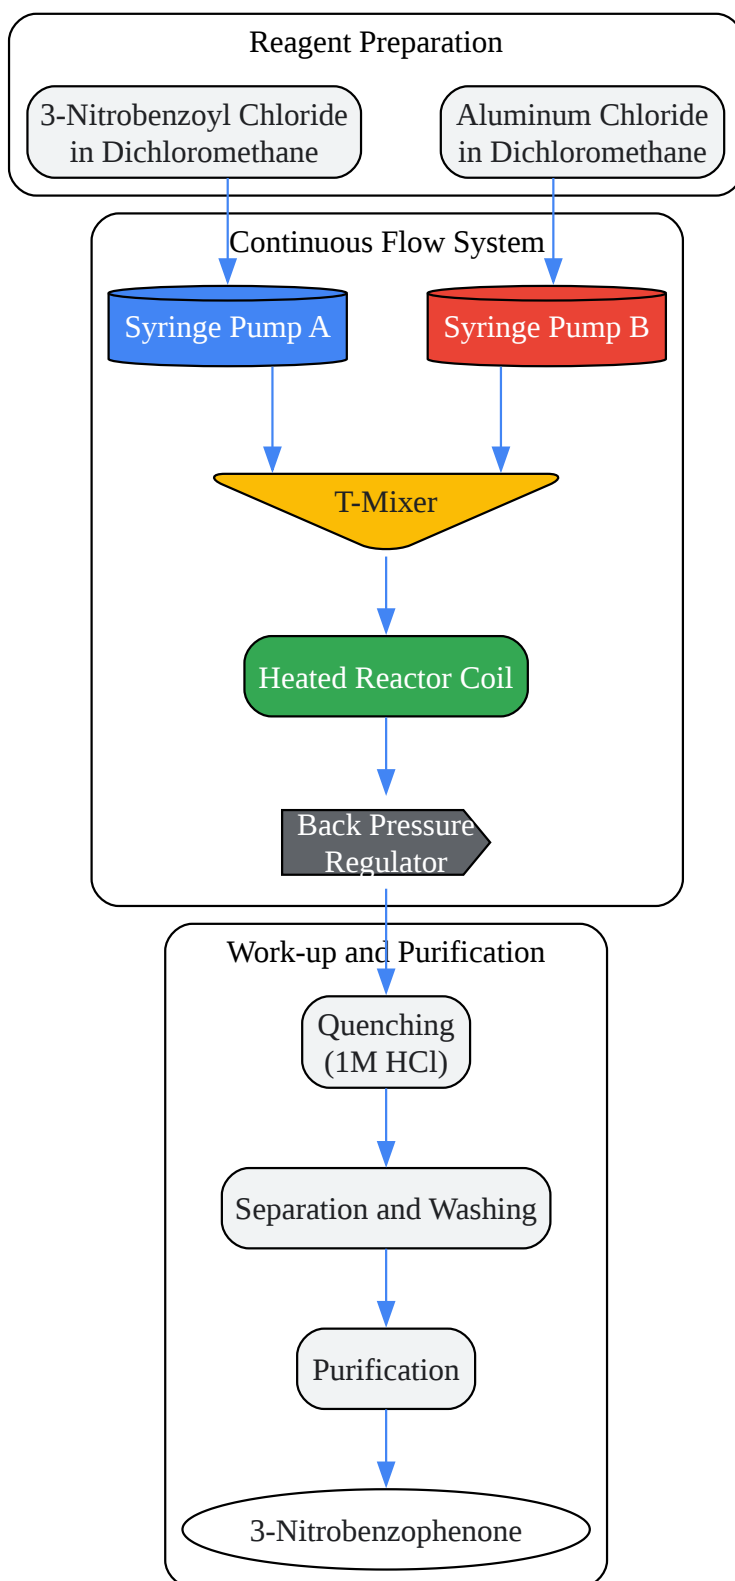 Reagent Preparation
3-Nitrobenzoyl Chloride
in Dichloromethane
Aluminum Chloride
in Dichloromethane
Continuous Flow System
Syringe Pump A
Syringe Pump B
T-Mixer
Heated Reactor Coil
Back Pressure
Regulator
Work-up and Purification
Quenching
(1M HCl)
Separation and Washing
Purification
3-Nitrobenzophenone